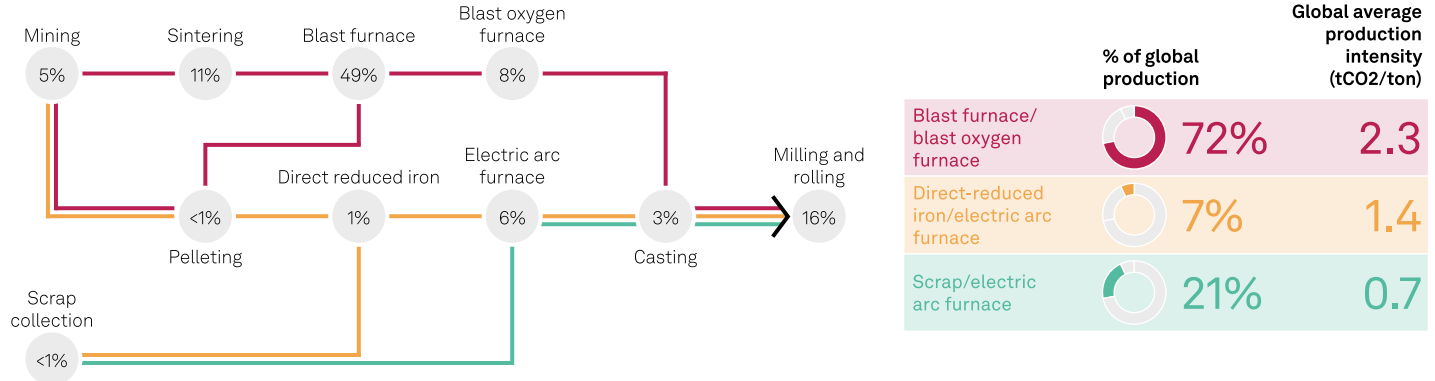 Mining
Sintering
Blast furnace
Blast oxygen
furnace
5%
11%
49%
8%
Direct reduced iron
Electric arc
furnace
Milling and
rolling
<1%
1%
6%
3%
16%
Pelleting
Casting
Scrap
collection
<1%
% of global
production
Global average
production
intensity
(tCO2/ton)
Blast furnace/
blast oxygen
furnace
72%
2.3
Direct-reduced
iron/electric arc
furnace
7%
1.4
Scrap/electric
arc furnace
21%
0.7